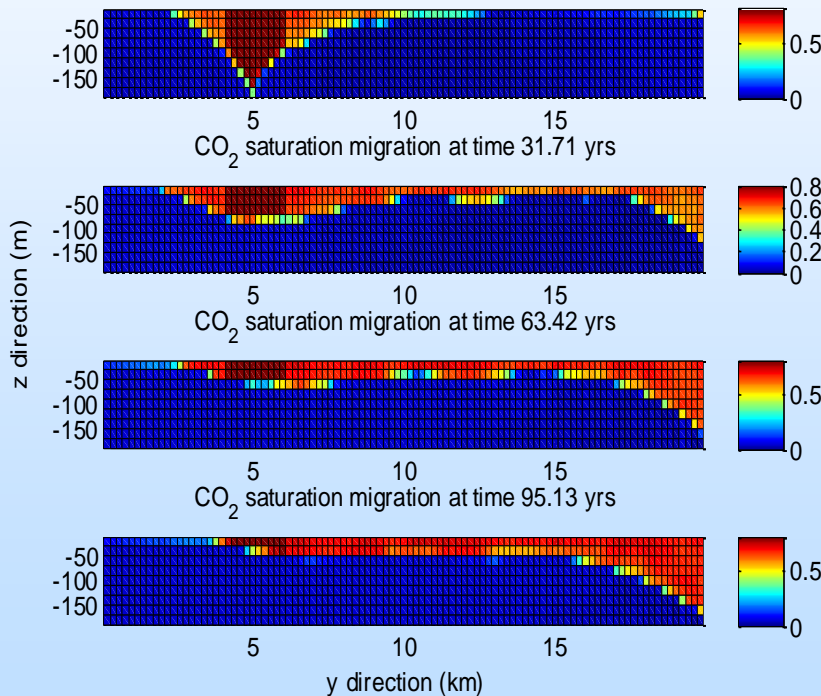 -50
-100
-150
0.5
0
5 10 15
CO2 saturation migration at time 31.71 yrs
-50
-100
-150
0.8
0.6
0.4
0.2
0
5 10 15
CO2 saturation migration at time 63.42 yrs
z direction (m)
-50
-100
-150
0.5
0
5 10 15
CO2 saturation migration at time 95.13 yrs
-50
-100
-150
0.5
0
5 10 15
y direction (km)